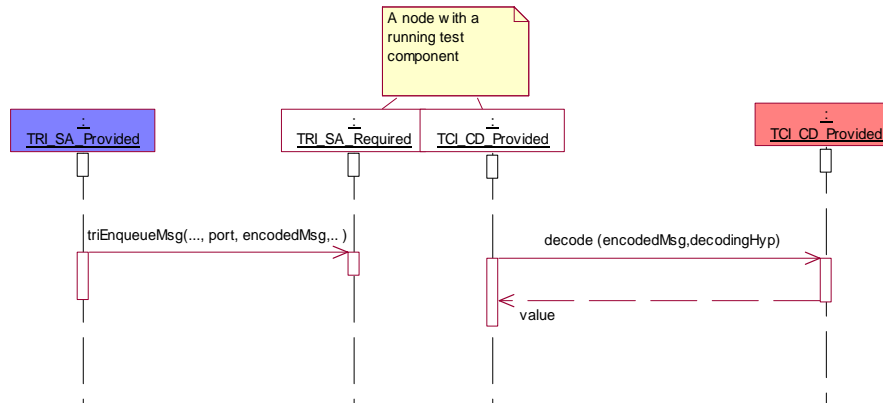 A node with a
running test
component
:
TRI_SA_Provided
:
TRI_SA_Required
:
TCI_CD_Provided
:
TCI_CD_Provided
triEnqueueMsg(..., port, encodedMsg,.. )
decode (encodedMsg,decodingHyp)
value